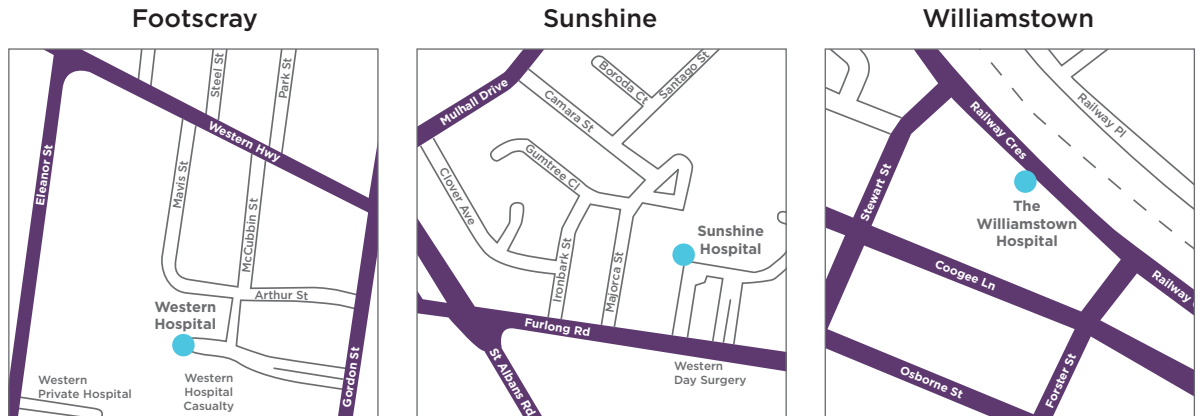 Footscray
Steel St
Park St
Western Hwy
Eleanor St
Mavis St
McCubbin St
Arthur St
Western
Hospital
Gordon St
Western
Private Hospital
Western
Hospital
Casualty
Sunshine
Mulhall Drive
Boroda Ct
Santago St
Camara St
Gumtree Cl
Clover Ave
Sunshine
Hospital
Ironbark St
Majorca St
Furlong Rd
St Albans Rd
Western
Day Surgery
Williamstown
Railway Pl
Railway Cres
Stewart St
The
Williamstown
Hospital
Coogee Ln
Railway
Osborne St
Forster St